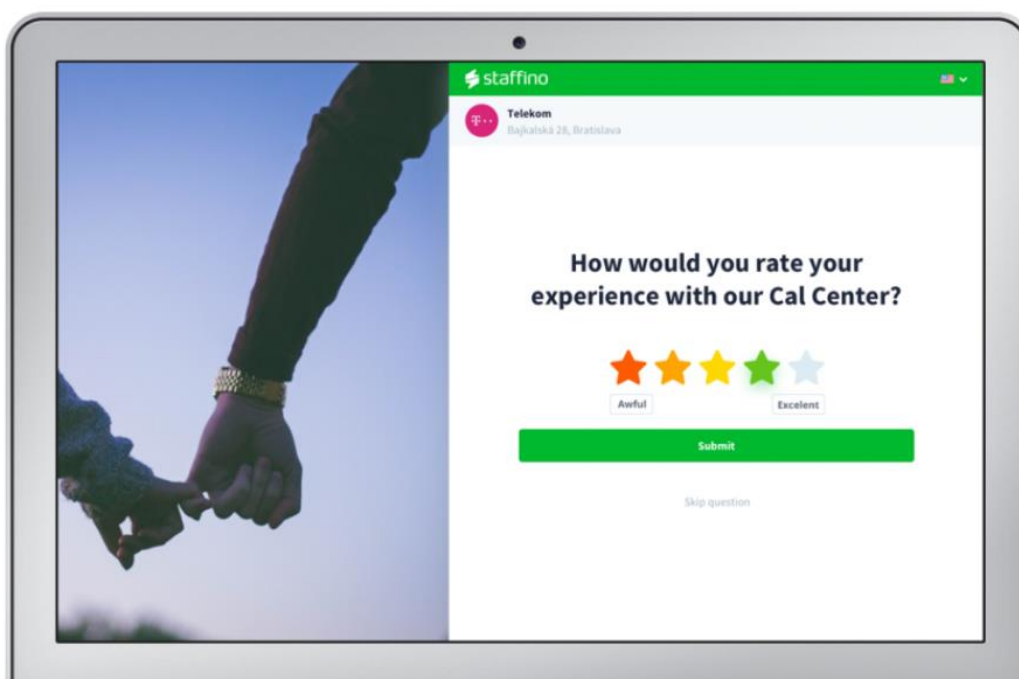 staffino
Telekom
Bajkalská 28, Bratislava
How would you rate your
experience with our Cal Center?
Awful
Excelent
Submit
Skip question